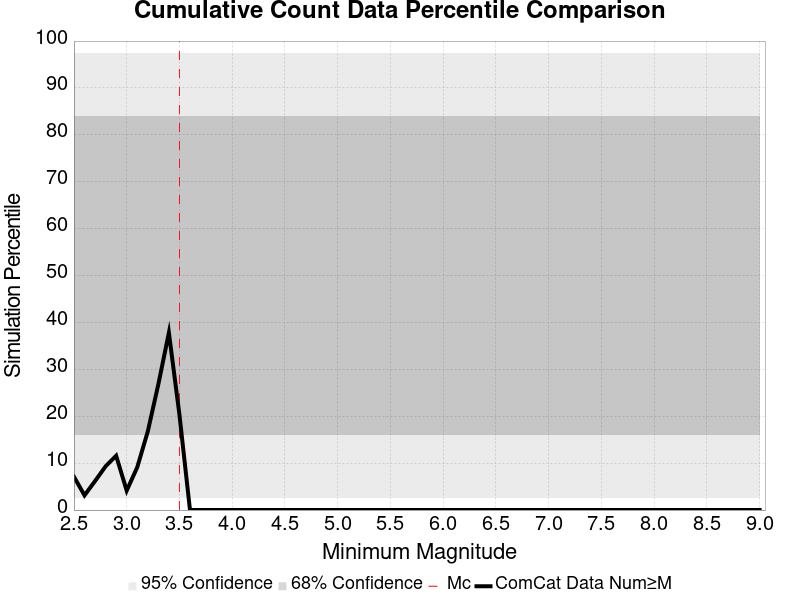 Cumulative Count Data Percentile Comparison
Simulation Percentile
100
90
80
70
60
50
40
30
20
10
0
2.5 3.0 3.5 4.0 4.5 5.0 5.5 6.0 6.5 7.0 7.5 8.0 8.5 9.0
Minimum Magnitude
95% Confidence 68% Confidence Mc ComCat Data Num≥M